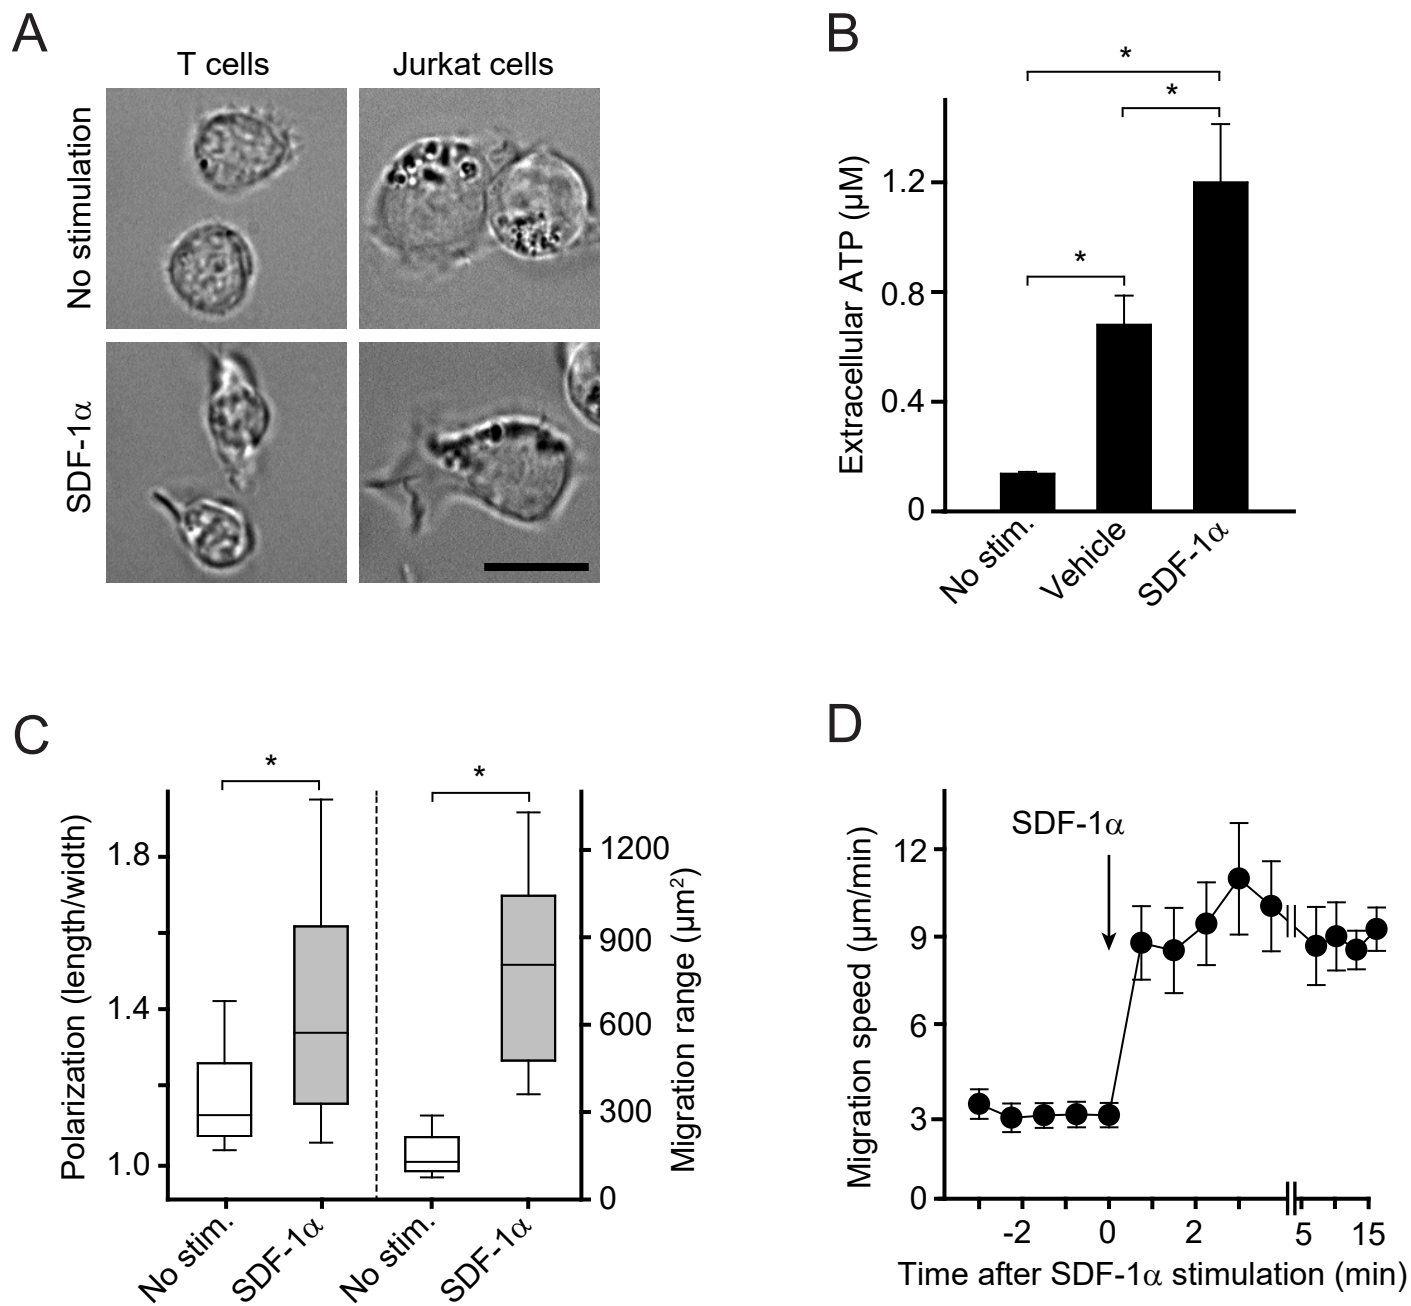 A
T cells
Jurkat cells
No stimulation
SDF-1α
B
*
*
*
Extracellular ATP (µM)
1.2
0.8
0.4
0
No stim.
Vehicle
SDF-1α
C
*
*
Polarization (length/width)
1.8
1.4
1.0
1200
900
600
300
0
Migration range (µm²)
No stim.
SDF-1α
No stim.
SDF-1α
D
SDF-1α
Migration speed (µm/min)
12
9
6
3
0
-2
0
2
5
15
Time after SDF-1α stimulation (min)